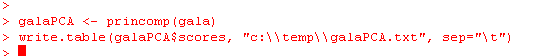 >
> galaPCA <- princomp(gala)
> write.table(galaPCA$scores, "c:\\temp\\galaPCA.txt", sep="\t")
>